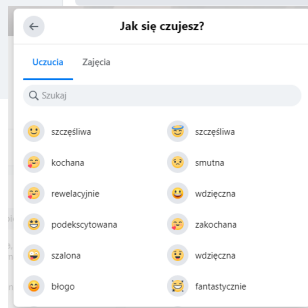 Jak się czujesz?
Uczucia Zajęcia
Szukaj
szczęśliwa szczęśliwa
kochana smutna
rewelacyjnie wdzięczna
podekscytowana zakochana
szalona wdzięczna
błogo fantastycznie